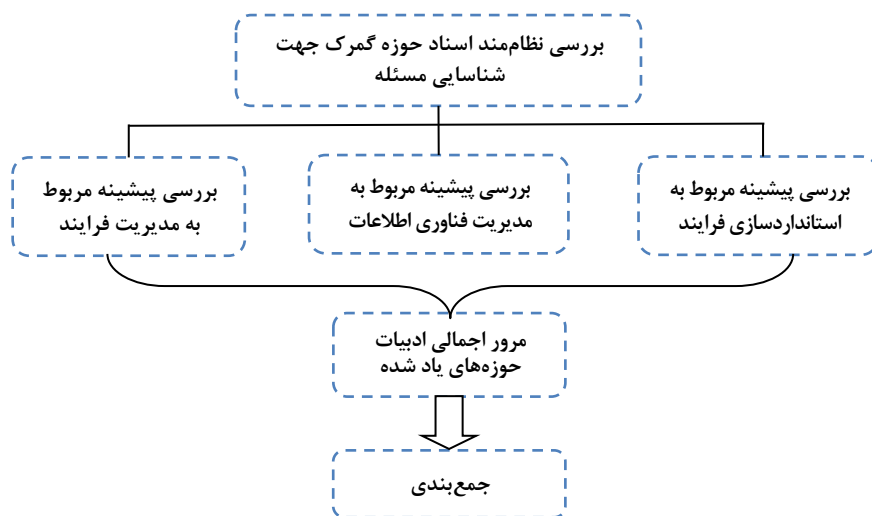 بررسی نظام‌مند اسناد حوزه گمرک جهت
شناسایی مسئله
بررسی پیشینه مربوط به
استانداردسازی فرایند
بررسی پیشینه مربوط به
مدیریت فناوری اطلاعات
بررسی پیشینه مربوط
به مدیریت فرایند
مرور اجمالی ادبیات
حوزه‌های یاد شده
جمع‌بندی